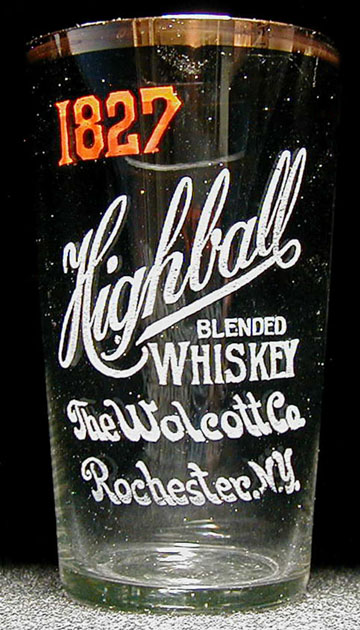 1827
Highball
BLENDED
WHISKEY
The Wolcott Co
Rochester, N.Y.